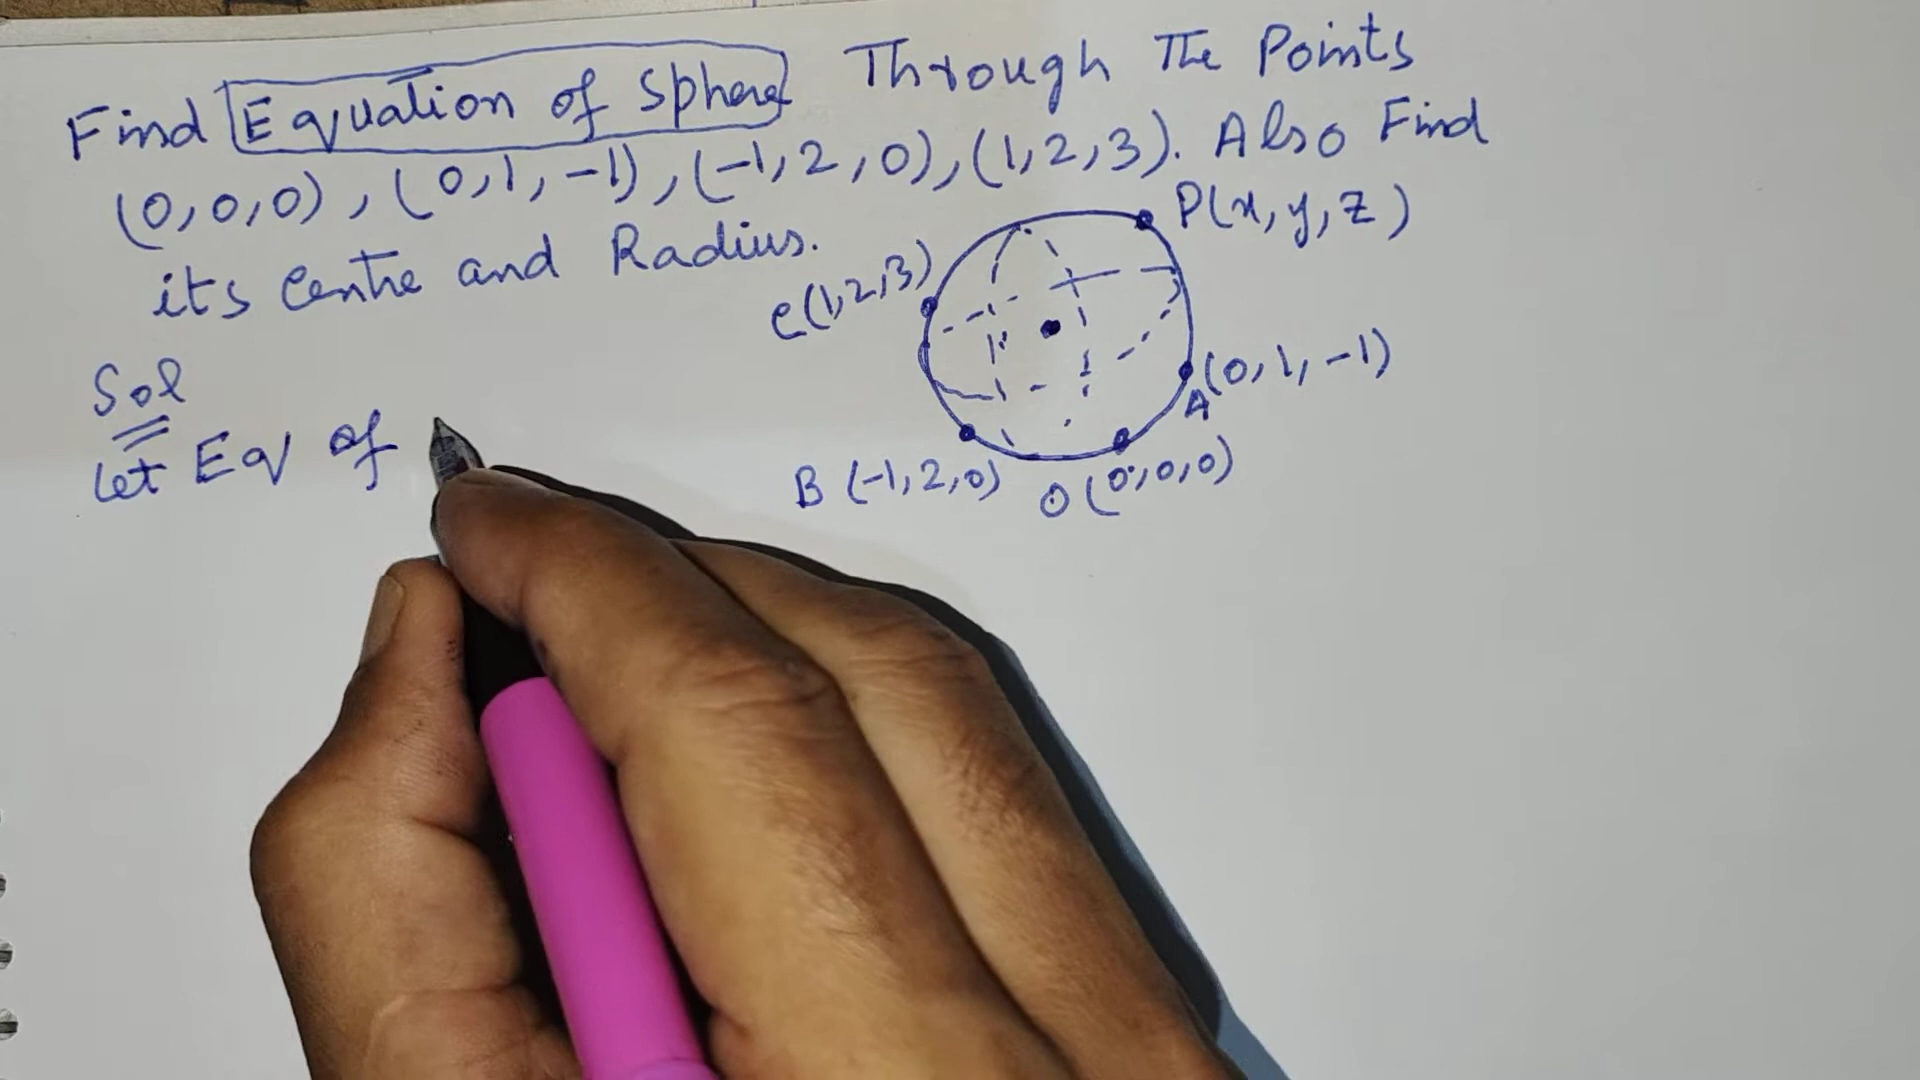 Find Equation of Sphere Through The Points
(0,0,0), (0,1,-1), (-1,2,0), (1,2,3). Also Find
its Centre and Radius.
P(x,y,z)
C(1,2,3)
Sol
(0,1,-1)
A
Let Eq of
B (-1,2,0)
O (0,0,0)